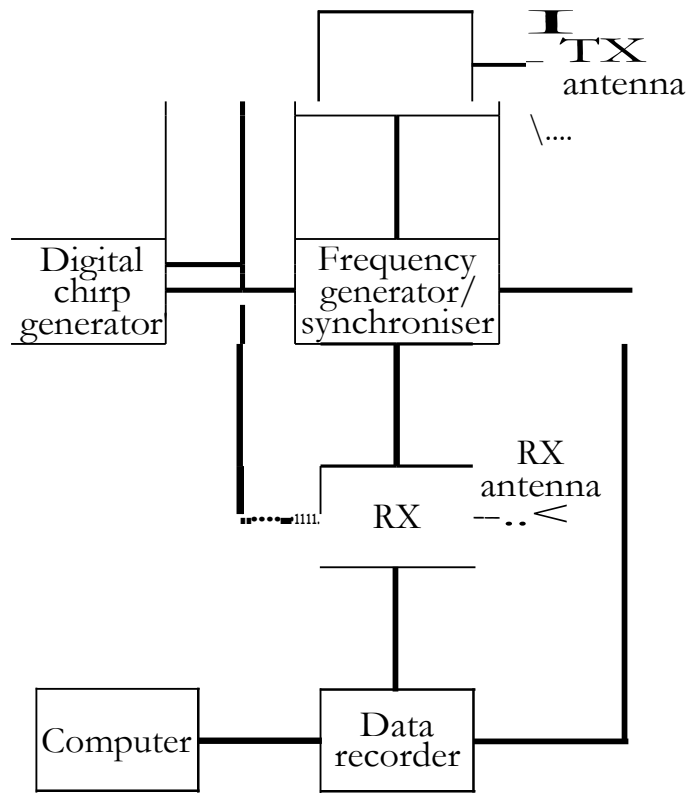 TX
antenna
Digital
chirp
generator
Frequency
generator/
synchroniser
RX
antenna
RX
Computer
Data
recorder